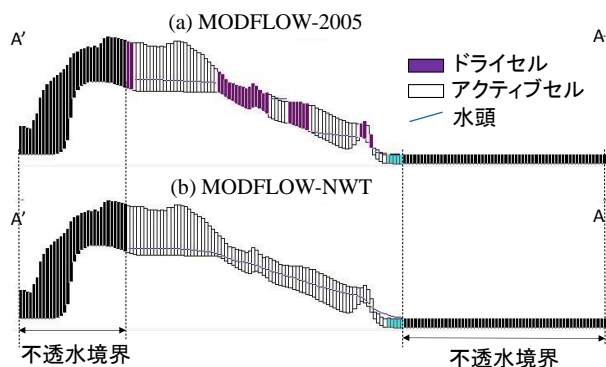 (a) MODFLOW-2005
A’
A
ドライセル
アクティブセル
水頭
(b) MODFLOW-NWT
A’
A
不透水境界
不透水境界